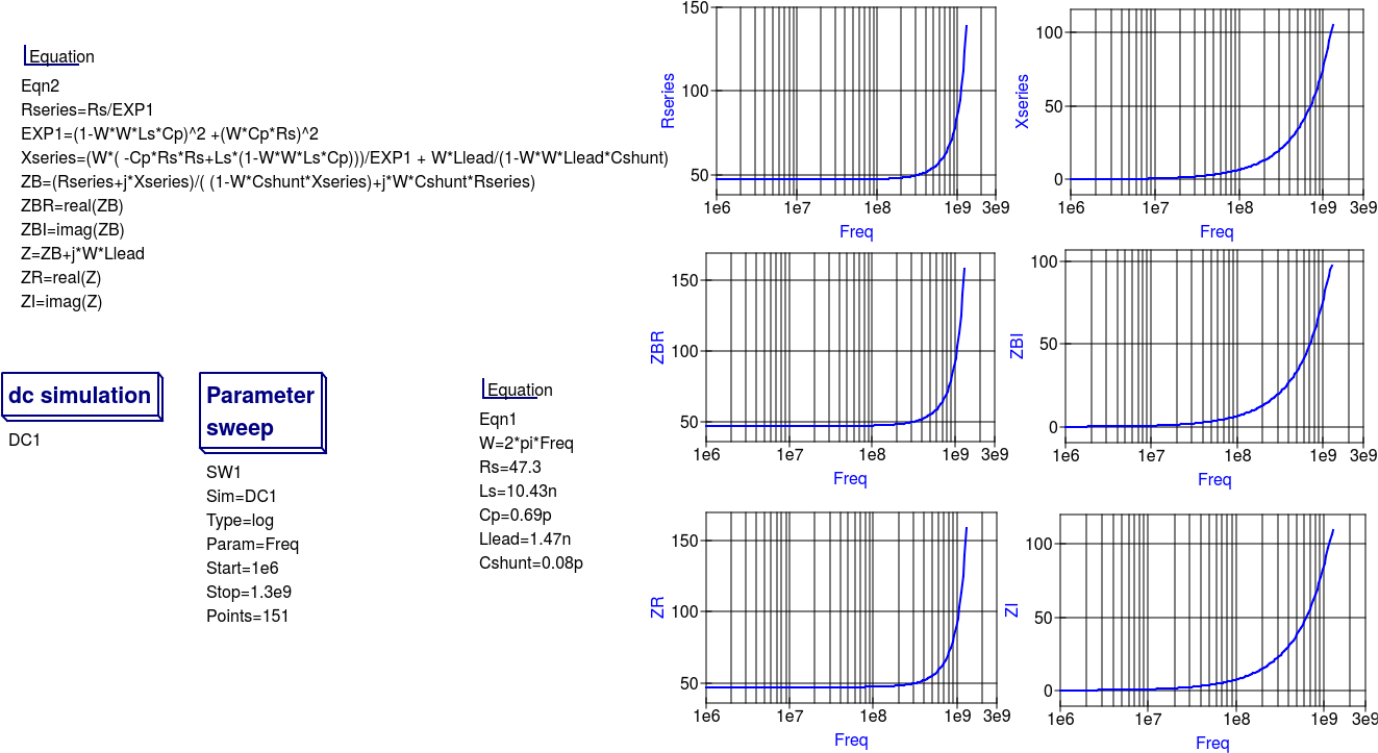 Equation
Eqn2
Rseries=Rs/EXP1
EXP1=(1-W*W*Ls*Cp)^2 +(W*Cp*Rs)^2
Xseries=(W*( -Cp*Rs*Rs+Ls*(1-W*W*Ls*Cp)))/EXP1 + W*Llead/(1-W*W*Llead*Cshunt)
ZB=(Rseries+j*Xseries)/( (1-W*Cshunt*Xseries)+j*W*Cshunt*Rseries)
ZBR=real(ZB)
ZBI=imag(ZB)
Z=ZB+j*W*Llead
ZR=real(Z)
ZI=imag(Z)
dc simulation
DC1
Parameter
sweep
SW1
Sim=DC1
Type=log
Param=Freq
Start=1e6
Stop=1.3e9
Points=151
Equation
Eqn1
W=2*pi*Freq
Rs=47.3
Ls=10.43n
Cp=0.69p
Llead=1.47n
Cshunt=0.08p
150
100
50
Rseries
1e6 1e7 1e8 1e9 3e9
Freq
100
50
0
Xseries
1e6 1e7 1e8 1e9 3e9
Freq
150
100
50
ZBR
1e6 1e7 1e8 1e9 3e9
Freq
100
50
0
ZBI
1e6 1e7 1e8 1e9 3e9
Freq
150
100
50
ZR
1e6 1e7 1e8 1e9 3e9
Freq
100
50
0
ZI
1e6 1e7 1e8 1e9 3e9
Freq